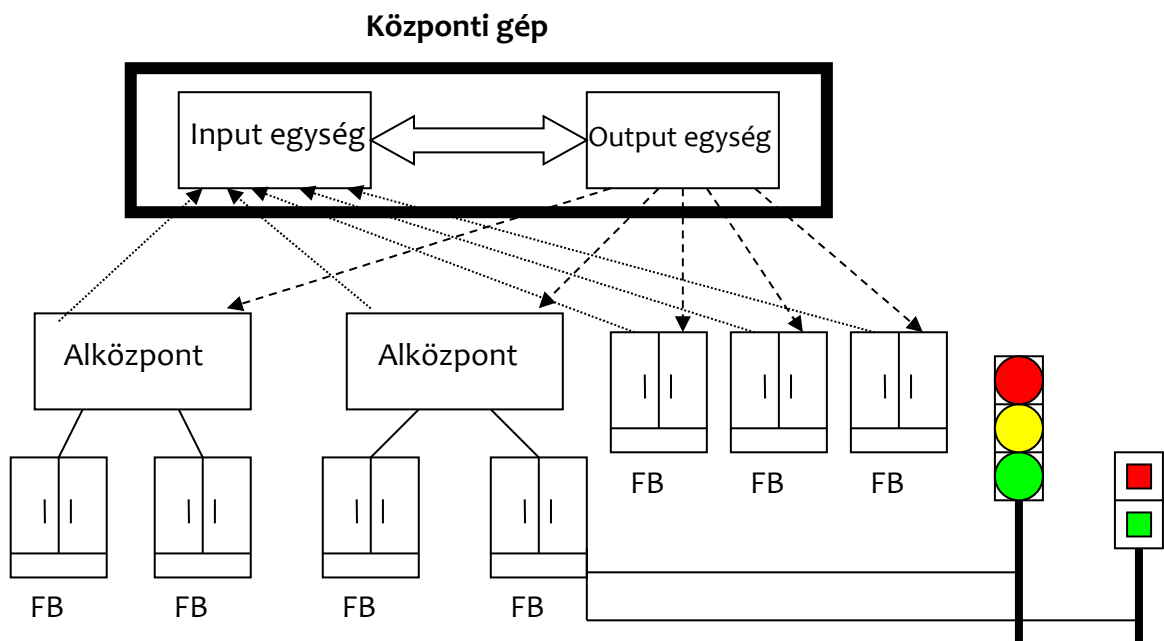 Központi gép
Input egység
Output egység
Alközpont
Alközpont
FB
FB
FB
FB
FB
FB
FB